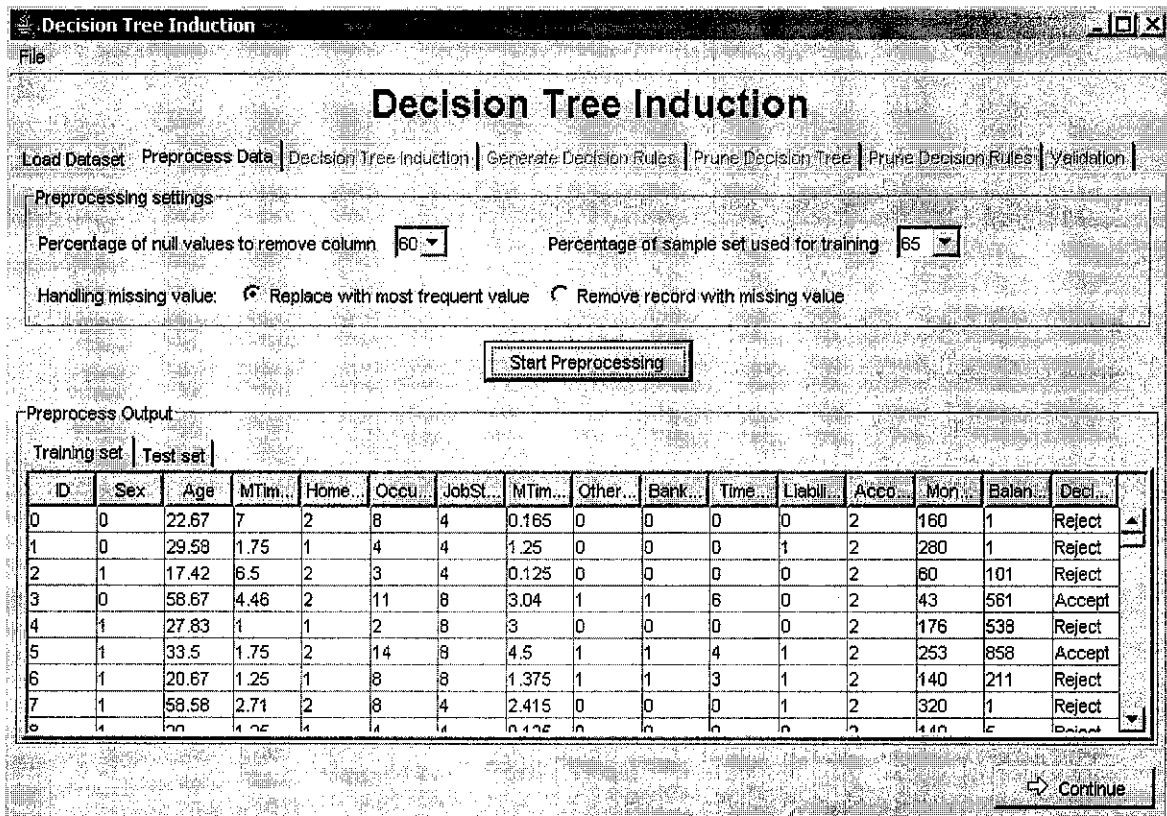 Decision Tree Induction
File
Decision Tree Induction
Load Dataset Preprocess Data Decision Tree Induction Generate Decision Rules Prune Decision Tree Prune Decision Rules Validation
Preprocessing settings
Percentage of null values to remove column 60 Percentage of sample set used for training 65
Handling missing value: Replace with most frequent value Remove record with missing value
Start Preprocessing
Preprocess Output
Training set Test set
ID Sex Age MTim... Home... Occu... JobSt... MTim... Other... Bank... Time... Liabili... Acco... Mon... Balan... Deci...
0 0 22.67 7 2 8 4 0.165 0 0 0 0 2 160 1 Reject
1 0 29.58 1.75 1 4 4 1.25 0 0 0 1 2 280 1 Reject
2 1 17.42 6.5 2 3 4 0.125 0 0 0 0 2 60 101 Reject
3 0 58.67 4.46 2 11 8 3.04 1 1 6 0 2 43 561 Accept
4 1 27.83 1 1 2 8 3 0 0 0 0 2 176 538 Reject
5 1 33.5 1.75 2 14 8 4.5 1 1 4 1 2 253 858 Accept
6 1 20.67 1.25 1 8 8 1.375 1 1 3 1 2 140 211 Reject
7 1 58.58 2.71 2 8 4 2.415 0 0 0 1 2 320 1 Reject
Continue